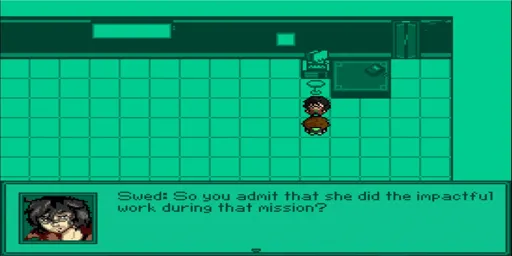 Swed: So you admit that she did the impactful
work during that mission?